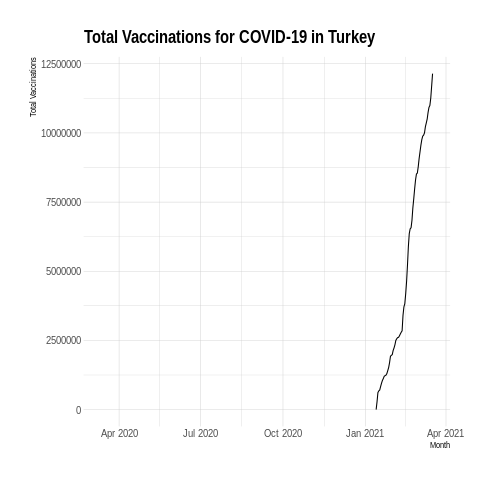 Total Vaccinations for COVID-19 in Turkey
Total Vaccinations
12500000
10000000
7500000
5000000
2500000
0
Apr 2020 Jul 2020 Oct 2020 Jan 2021 Apr 2021
Month